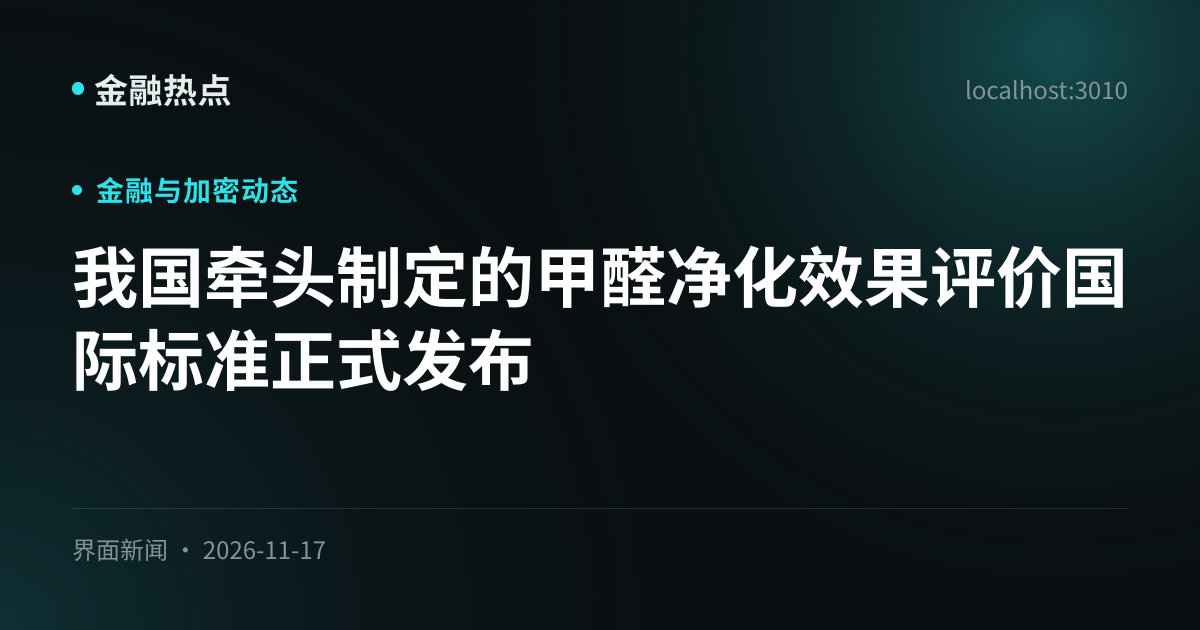 金融热点
localhost:3010
金融与加密动态
我国牵头制定的甲醛净化效果评价国
际标准正式发布
界面新闻 · 2026-11-17